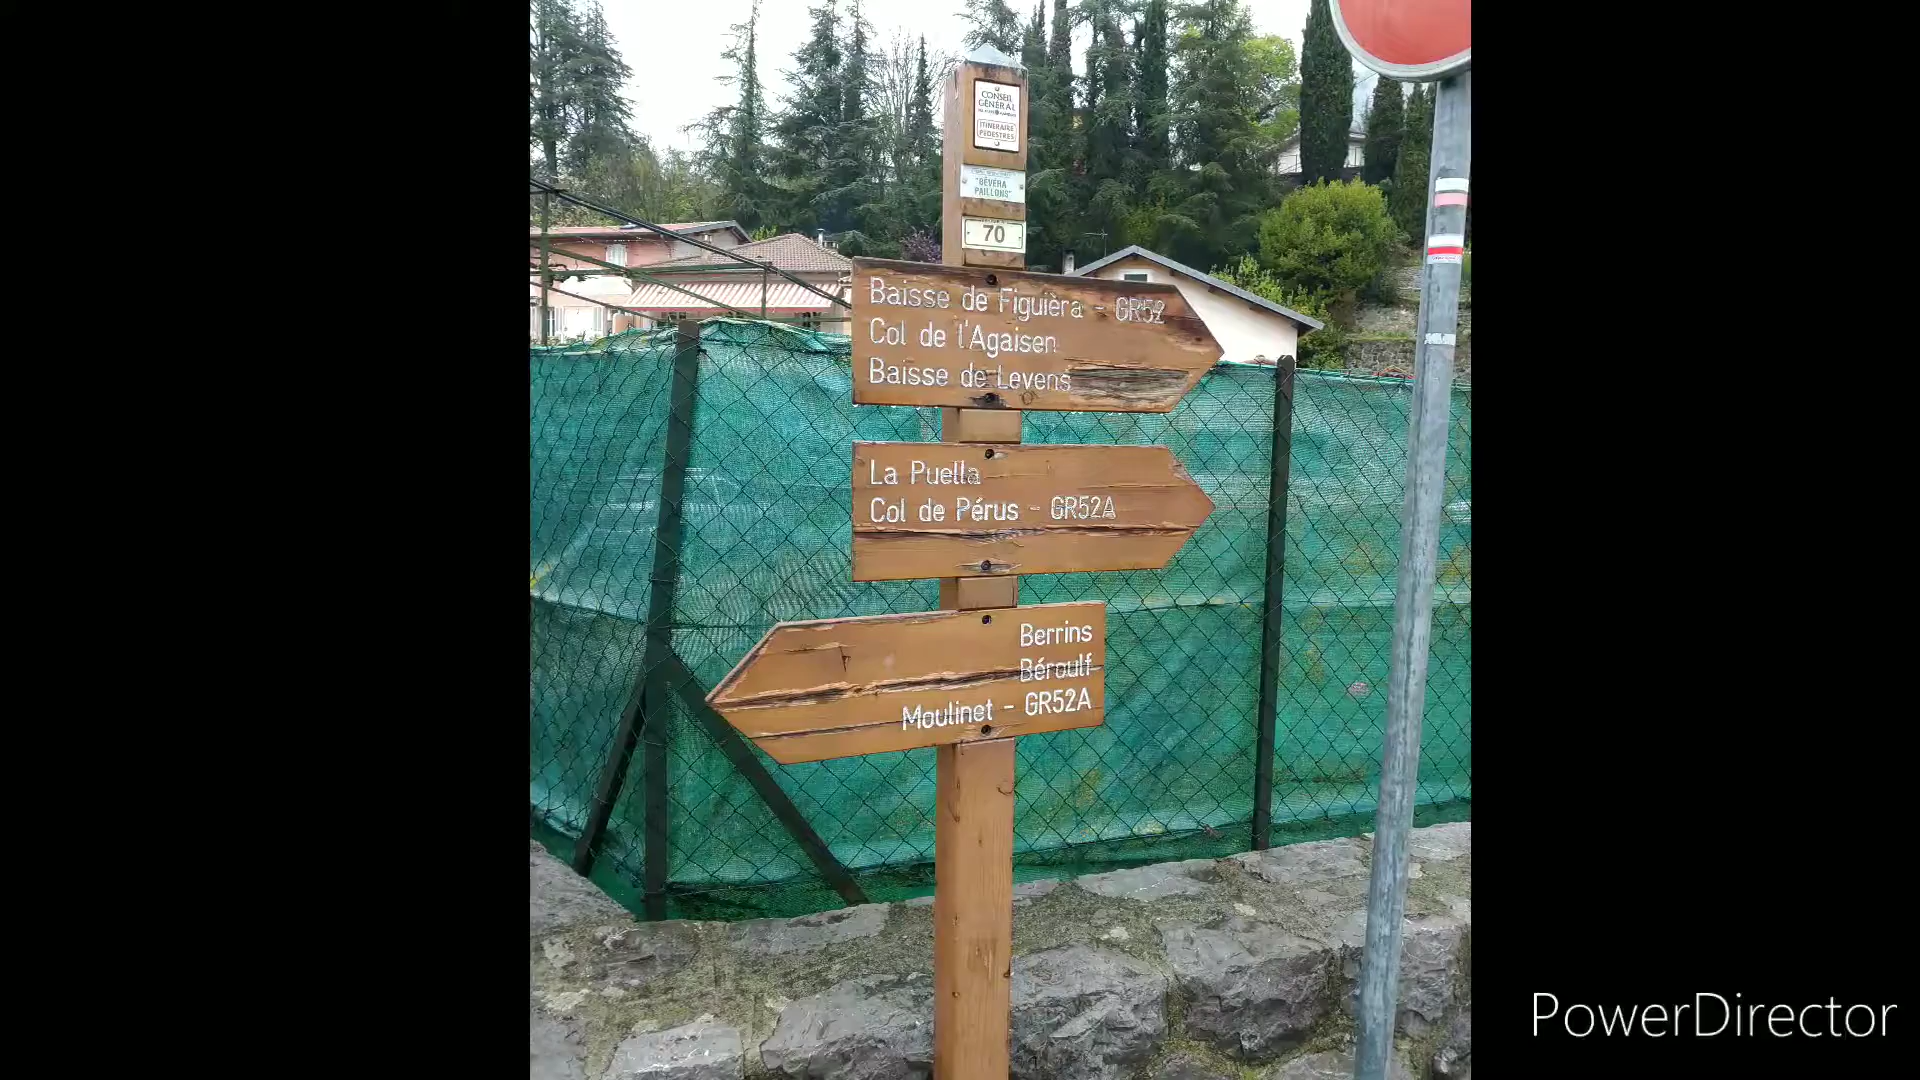 CONSEIL
GÉNÉRAL
ITINÉRAIRE
PÉDESTRES
"BÉVÉRA
PAILLONS"
70
Baisse de Figuièra - GR52
Col de l'Agaisen
Baisse de Levens
La Puella
Col de Pérus - GR52A
Berrins
Béroulf
Moulinet - GR52A
PowerDirector